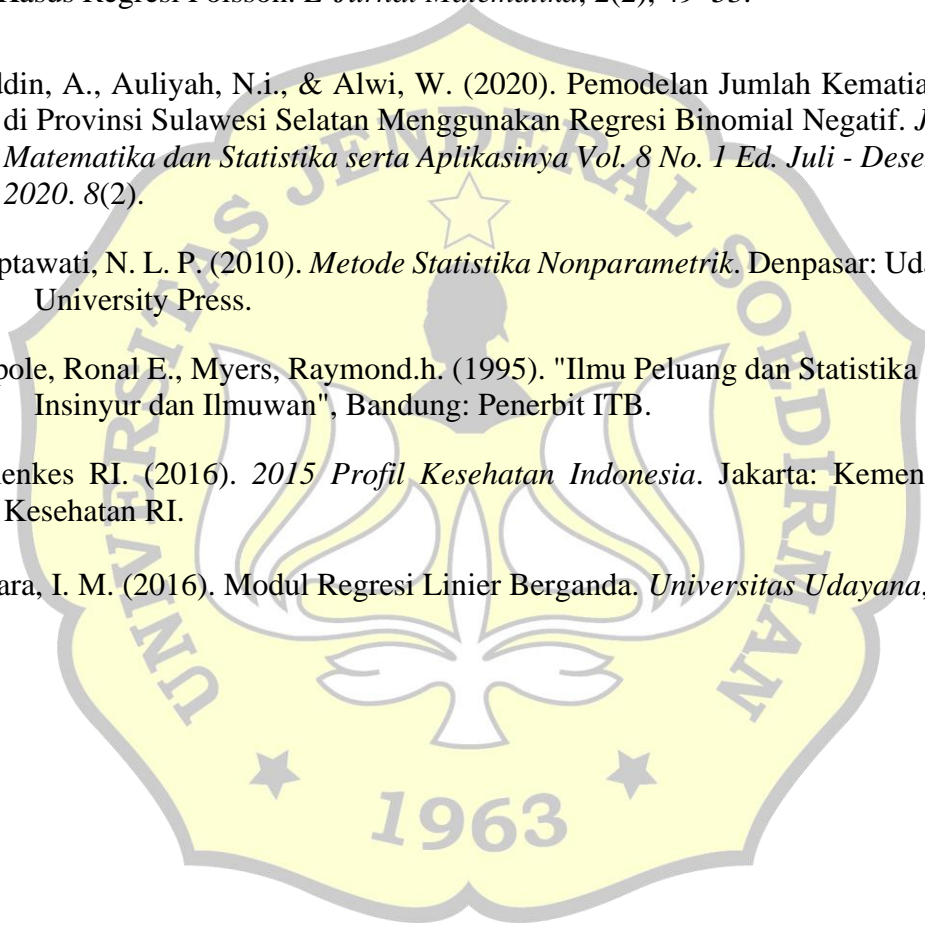 Kasus Regresi Poisson. E-Jurnal Matematika, 2(2), 49–53.
ddin, A., Auliyah, N.i., & Alwi, W. (2020). Pemodelan Jumlah Kematia
di Provinsi Sulawesi Selatan Menggunakan Regresi Binomial Negatif. J
Matematika dan Statistika serta Aplikasinya Vol. 8 No. 1 Ed. Juli - Dese
2020. 8(2).
ptawati, N. L. P. (2010). Metode Statistika Nonparametrik. Denpasar: Uda
University Press.
pole, Ronal E., Myers, Raymond.h. (1995). "Ilmu Peluang dan Statistika
Insinyur dan Ilmuwan", Bandung: Penerbit ITB.
enkes RI. (2016). 2015 Profil Kesehatan Indonesia. Jakarta: Kemen
Kesehatan RI.
ara, I. M. (2016). Modul Regresi Linier Berganda. Universitas Udayana,
UNIVERSITAS JENDERAL SOEDIRMAN
1963